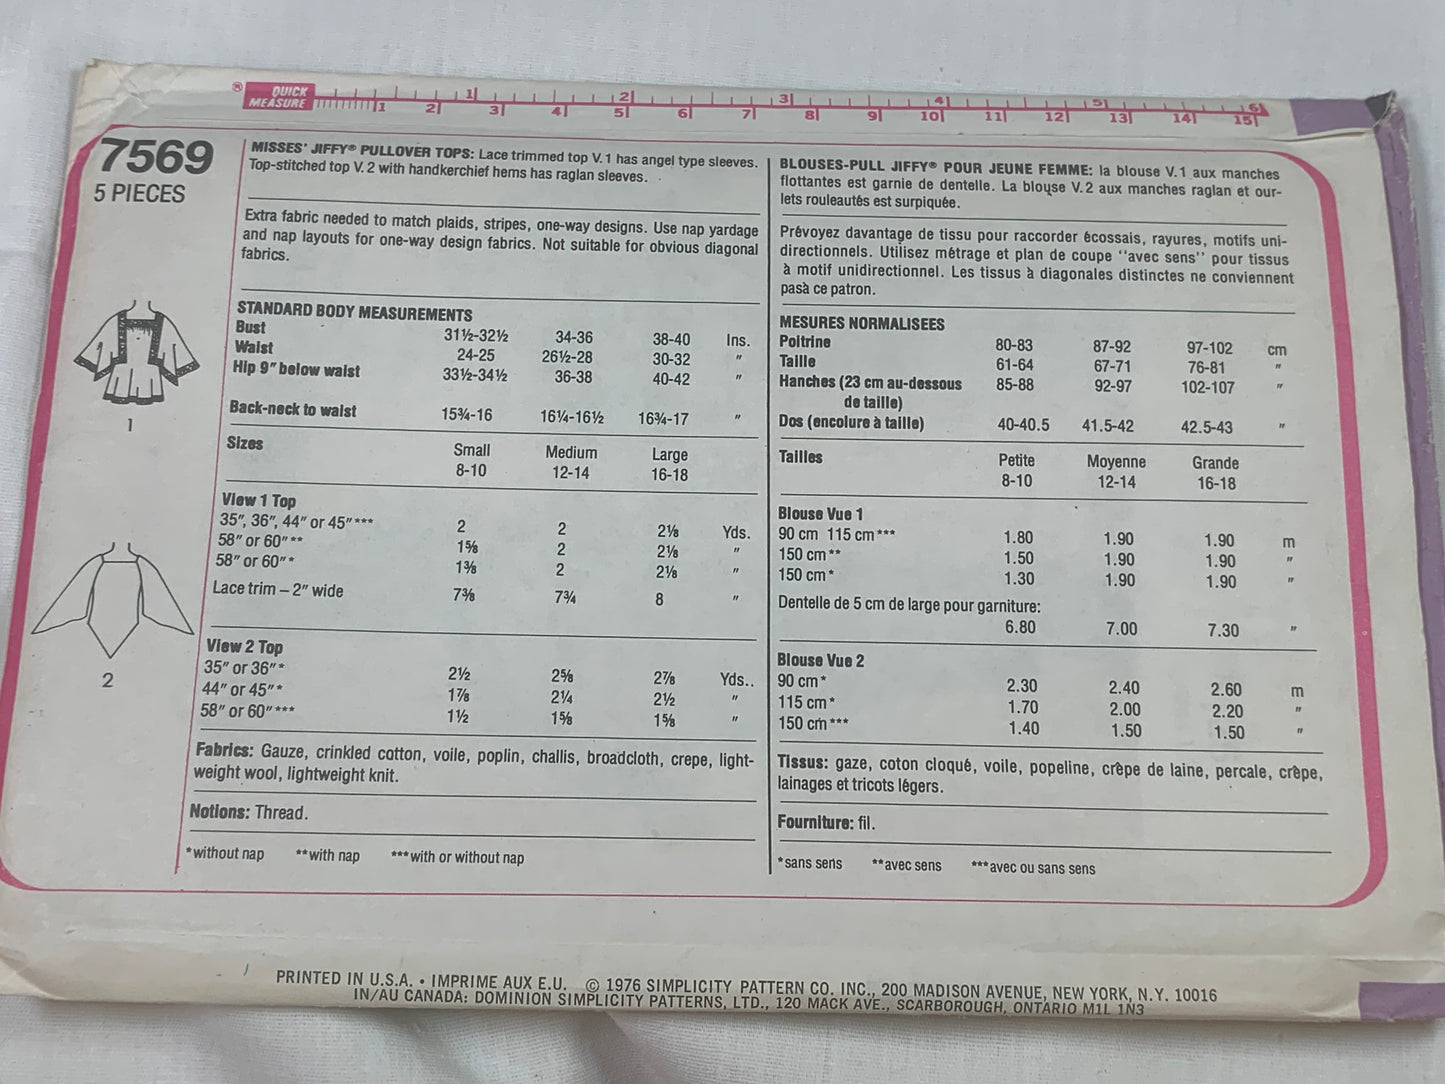 ® QUICK MEASURE
1 2 3 4 5 6
1 2 3 4 5 6 7 8 9 10 11 12 13 14 15
7569
5 PIECES
MISSES' JIFFY® PULLOVER TOPS: Lace trimmed top V.1 has angel type sleeves.
Top-stitched top V.2 with handkerchief hems has raglan sleeves.
Extra fabric needed to match plaids, stripes, one-way designs. Use nap yardage
and nap layouts for one-way design fabrics. Not suitable for obvious diagonal
fabrics.
STANDARD BODY MEASUREMENTS
Bust 31½-32½ 34-36 38-40 Ins.
Waist 24-25 26½-28 30-32 "
Hip 9" below waist 33½-34½ 36-38 40-42 "
Back-neck to waist 15¾-16 16¼-16½ 16¾-17 "
Sizes Small Medium Large
8-10 12-14 16-18
View 1 Top
35", 36", 44" or 45"*** 2 2 2⅛ Yds.
58" or 60"** 1⅝ 2 2⅛ "
58" or 60"* 1⅜ 2 2⅛ "
Lace trim – 2" wide 7⅜ 7¾ 8 "
View 2 Top
35" or 36"* 2½ 2⅝ 2⅞ Yds..
44" or 45"* 1⅞ 2¼ 2½ "
58" or 60"*** 1½ 1⅝ 1⅝ "
Fabrics: Gauze, crinkled cotton, voile, poplin, challis, broadcloth, crepe, light-
weight wool, lightweight knit.
Notions: Thread.
*without nap **with nap ***with or without nap
1
2
BLOUSES-PULL JIFFY® POUR JEUNE FEMME: la blouse V.1 aux manches
flottantes est garnie de dentelle. La blouse V.2 aux manches raglan et our-
lets rouleautés est surpiquée.
Prévoyez davantage de tissu pour raccorder écossais, rayures, motifs uni-
directionnels. Utilisez métrage et plan de coupe "avec sens" pour tissus
à motif unidirectionnel. Les tissus à diagonales distinctes ne conviennent
pasà ce patron.
MESURES NORMALISEES
Poitrine 80-83 87-92 97-102 cm
Taille 61-64 67-71 76-81 "
Hanches (23 cm au-dessous 85-88 92-97 102-107 "
de taille)
Dos (encolure à taille) 40-40.5 41.5-42 42.5-43 "
Tailles Petite Moyenne Grande
8-10 12-14 16-18
Blouse Vue 1
90 cm 115 cm*** 1.80 1.90 1.90 m
150 cm** 1.50 1.90 1.90 "
150 cm* 1.30 1.90 1.90 "
Dentelle de 5 cm de large pour garniture:
6.80 7.00 7.30 "
Blouse Vue 2
90 cm* 2.30 2.40 2.60 m
115 cm* 1.70 2.00 2.20 "
150 cm*** 1.40 1.50 1.50 "
Tissus: gaze, coton cloqué, voile, popeline, crêpe de laine, percale, crêpe,
lainages et tricots légers.
Fourniture: fil.
*sans sens **avec sens ***avec ou sans sens
PRINTED IN U.S.A. • IMPRIME AUX E.U. © 1976 SIMPLICITY PATTERN CO. INC., 200 MADISON AVENUE, NEW YORK, N.Y. 10016
IN/AU CANADA: DOMINION SIMPLICITY PATTERNS, LTD., 120 MACK AVE., SCARBOROUGH, ONTARIO M1L 1N3